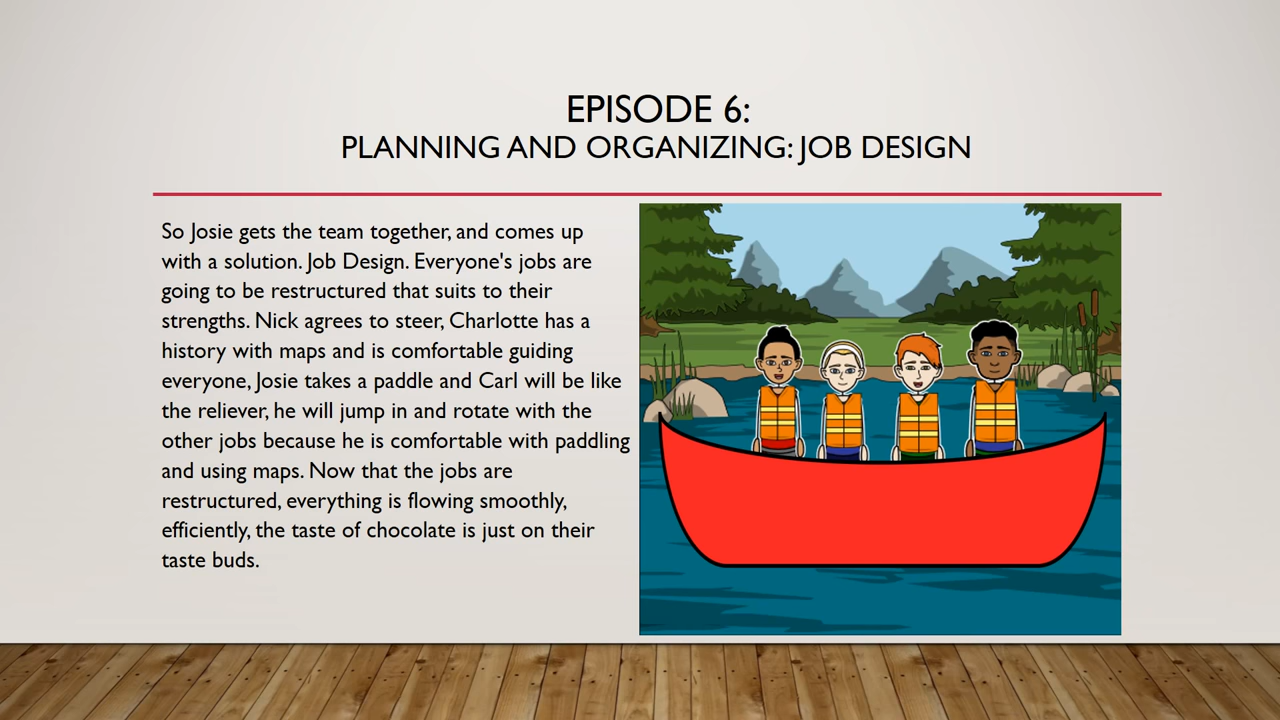 EPISODE 6:
PLANNING AND ORGANIZING: JOB DESIGN
So Josie gets the team together, and comes up
with a solution. Job Design. Everyone's jobs are
going to be restructured that suits to their
strengths. Nick agrees to steer, Charlotte has a
history with maps and is comfortable guiding
everyone, Josie takes a paddle and Carl will be like
the reliever, he will jump in and rotate with the
other jobs because he is comfortable with paddling
and using maps. Now that the jobs are
restructured, everything is flowing smoothly,
efficiently, the taste of chocolate is just on their
taste buds.